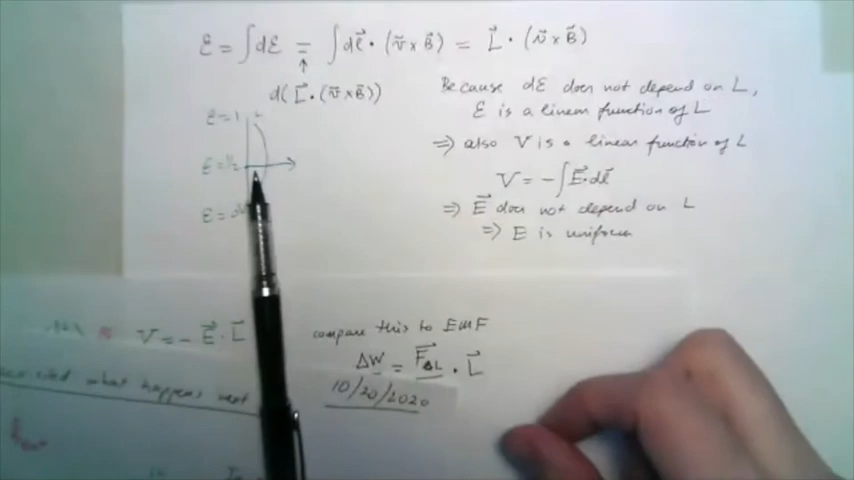 ℰ = ∫dℰ = ∫dl⃗ · (v⃗ × B⃗) = L⃗ · (v⃗ × B⃗)
↑
d(L⃗ · (v⃗ × B⃗))
Because dℰ does not depend on L,
ℰ is a linear function of L
⇒ also V is a linear function of L
V = -∫E⃗·dl⃗
⇒ E⃗ does not depend on L
⇒ E is uniform
ℰ = 1 L
ℰ = 1/2
ℰ =
V = - E⃗ · L⃗
compare this to EMF
ΔW = F⃗ΔL · L⃗
10/20/2020
what happens next